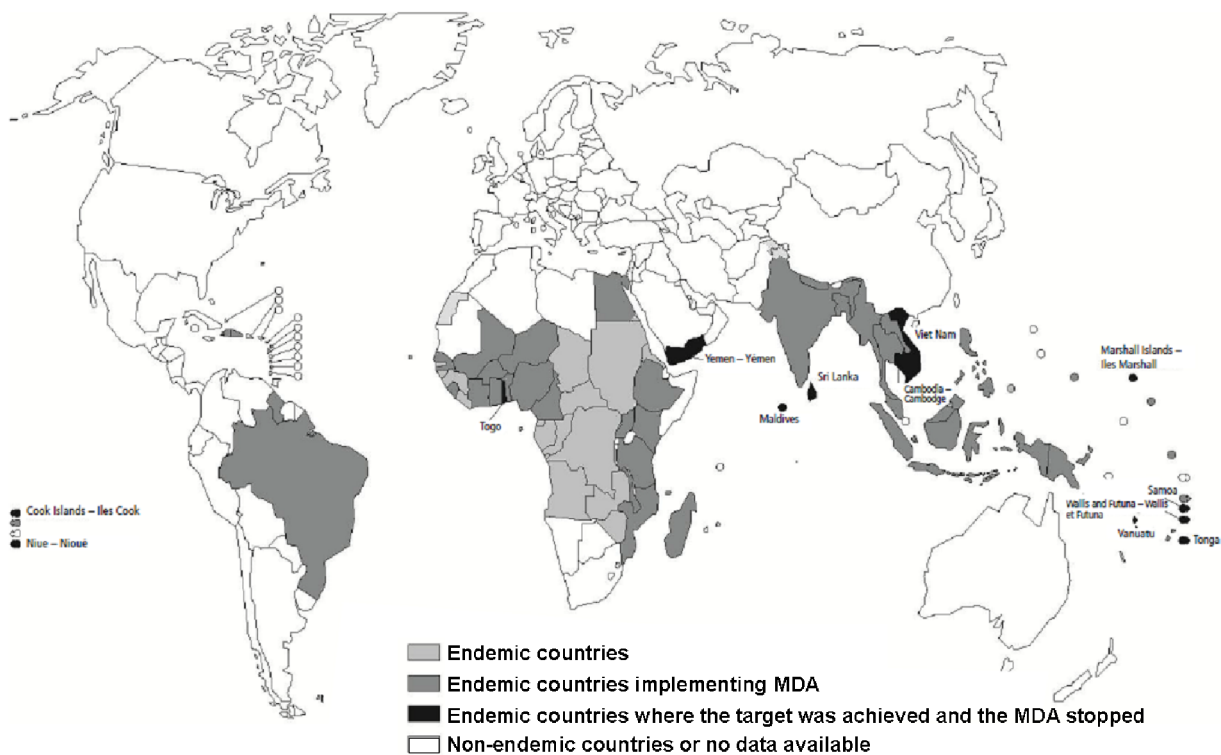 Viet Nam
Marshall Islands –
Iles Marshall
Yemen – Yémen
Sri Lanka
Cambodia –
Cambodge
Togo
Maldives
Samoa
Wallis and Futuna – Wallis
et Futuna
Cook Islands – Iles Cook
Vanuatu
Tonga
Niue – Nioué
Endemic countries
Endemic countries implementing MDA
Endemic countries where the target was achieved and the MDA stopped
Non-endemic countries or no data available